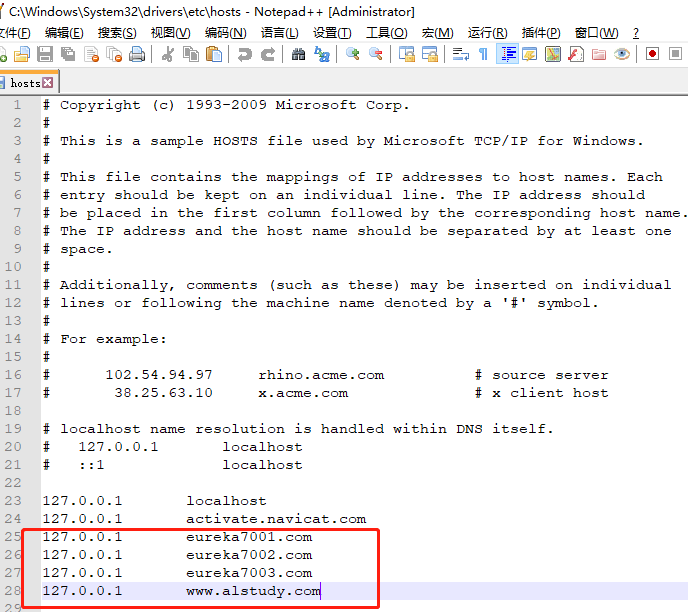 C:\Windows\System32\drivers\etc\hosts - Notepad++ [Administrator]
文件(F) 编辑(E) 搜索(S) 视图(V) 编码(N) 语言(L) 设置(T) 工具(O) 宏(M) 运行(R) 插件(P) 窗口(W) ?
hosts
1 # Copyright (c) 1993-2009 Microsoft Corp.
2 #
3 # This is a sample HOSTS file used by Microsoft TCP/IP for Windows.
4 #
5 # This file contains the mappings of IP addresses to host names. Each
6 # entry should be kept on an individual line. The IP address should
7 # be placed in the first column followed by the corresponding host name.
8 # The IP address and the host name should be separated by at least one
9 # space.
10 #
11 # Additionally, comments (such as these) may be inserted on individual
12 # lines or following the machine name denoted by a '#' symbol.
13 #
14 # For example:
15 #
16 # 102.54.94.97 rhino.acme.com # source server
17 # 38.25.63.10 x.acme.com # x client host
18
19 # localhost name resolution is handled within DNS itself.
20 # 127.0.0.1 localhost
21 # ::1 localhost
22
23 127.0.0.1 localhost
24 127.0.0.1 activate.navicat.com
25 127.0.0.1 eureka7001.com
26 127.0.0.1 eureka7002.com
27 127.0.0.1 eureka7003.com
28 127.0.0.1 www.alstudy.com
29